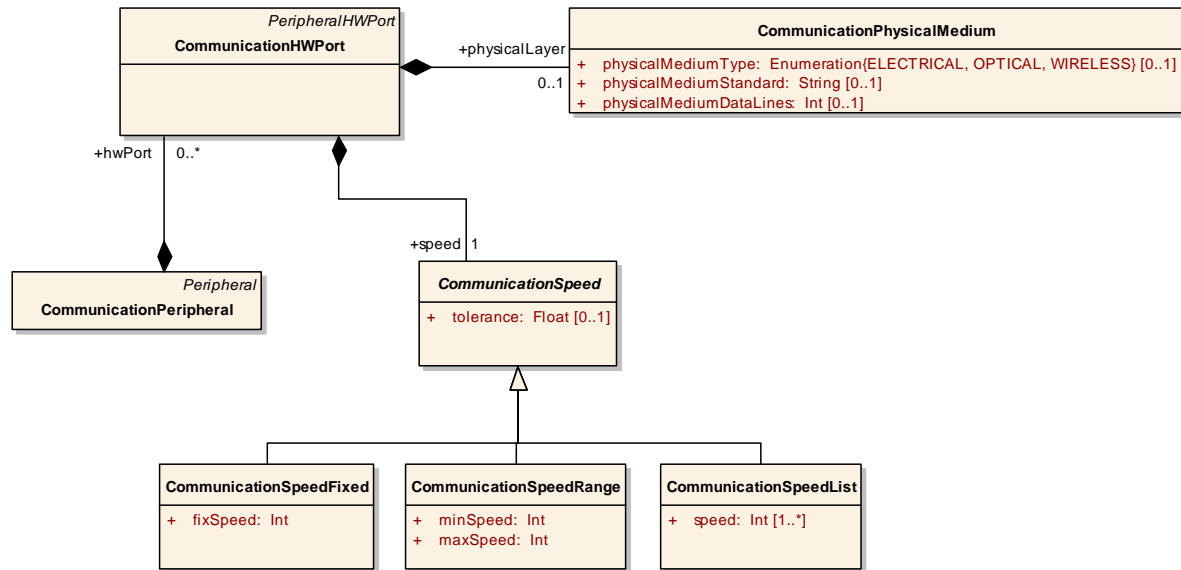 PeripheralHWPort
CommunicationHWPort
+physicalLayer
0..1
CommunicationPhysicalMedium
+ physicalMediumType: Enumeration{ELECTRICAL, OPTICAL, WIRELESS} [0..1]
+ physicalMediumStandard: String [0..1]
+ physicalMediumDataLines: Int [0..1]
+hwPort 0..*
Peripheral
CommunicationPeripheral
+speed 1
CommunicationSpeed
+ tolerance: Float [0..1]
CommunicationSpeedFixed
+ fixSpeed: Int
CommunicationSpeedRange
+ minSpeed: Int
+ maxSpeed: Int
CommunicationSpeedList
+ speed: Int [1..*]